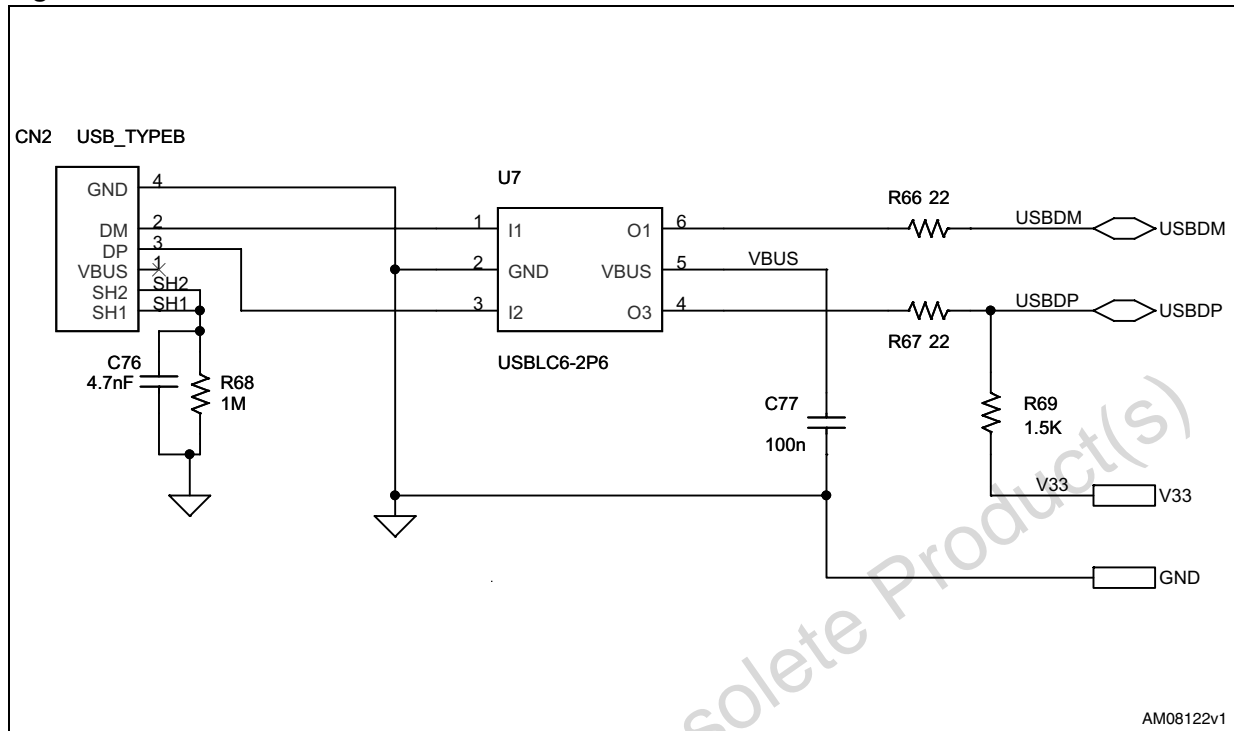 CN2 USB_TYPEB
GND
4
DM
2
DP
3
VBUS
1
SH2
SH2
SH1
SH1
C76
4.7nF
R68
1M
U7
1
I1
O1
6
2
GND
VBUS
5
3
I2
O3
4
USBLC6-2P6
VBUS
R66 22
USBDM
USBDM
R67 22
USBDP
USBDP
C77
100n
R69
1.5K
V33
V33
GND
solete Product(s)
AM08122v1